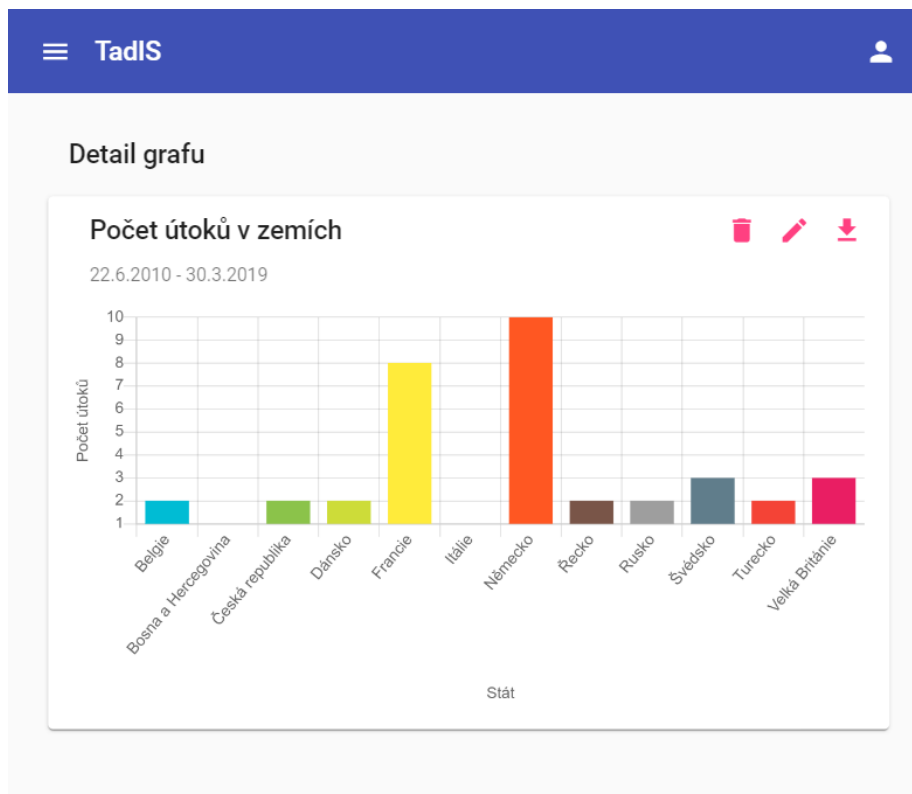 TadIS
Detail grafu
Počet útoků v zemích
22.6.2010 - 30.3.2019
Počet útoků
10
9
8
7
6
5
4
3
2
1
Belgie
Bosna a Hercegovina
Česká republika
Dánsko
Francie
Itálie
Německo
Řecko
Rusko
Švédsko
Turecko
Velká Británie
Stát